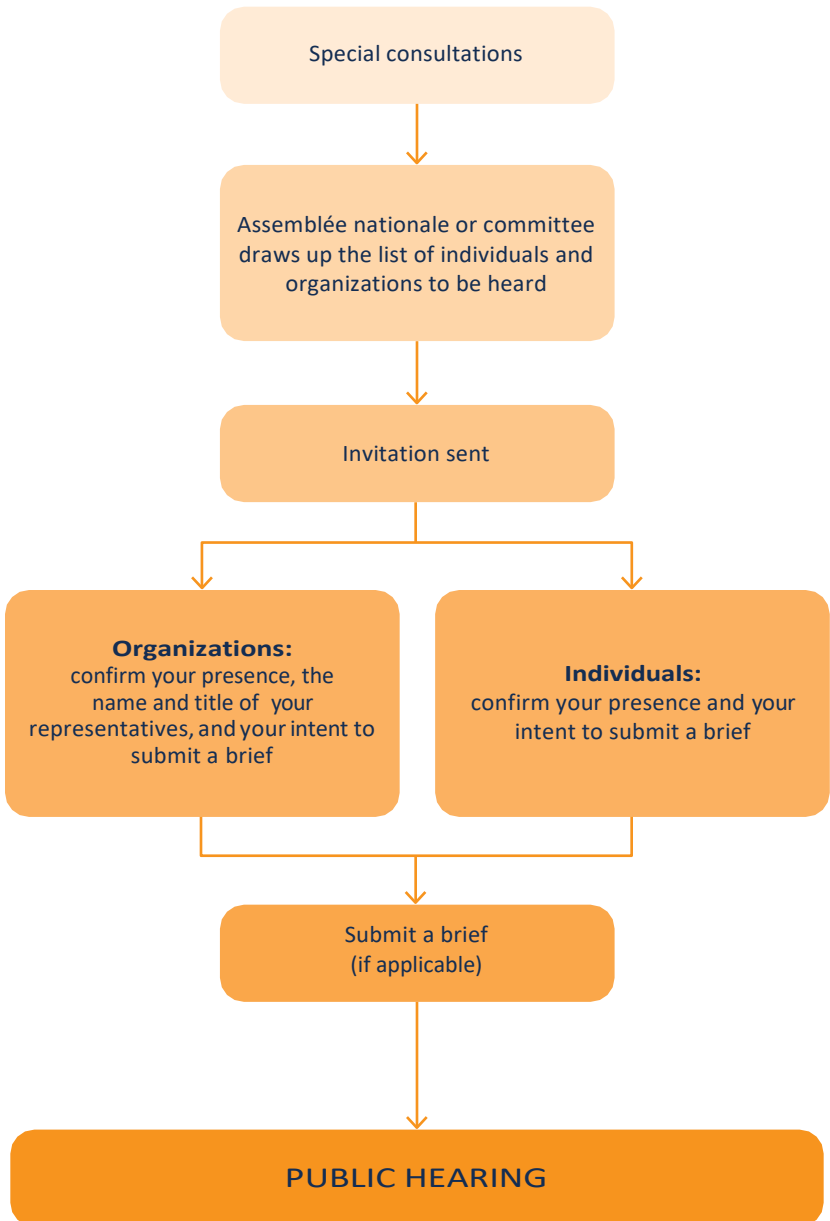 Special consultations
Assemblée nationale or committee
draws up the list of individuals and
organizations to be heard
Invitation sent
Organizations:
confirm your presence, the
name and title of your
representatives, and your intent to
submit a brief
Individuals:
confirm your presence and your
intent to submit a brief
Submit a brief
(if applicable)
PUBLIC HEARING